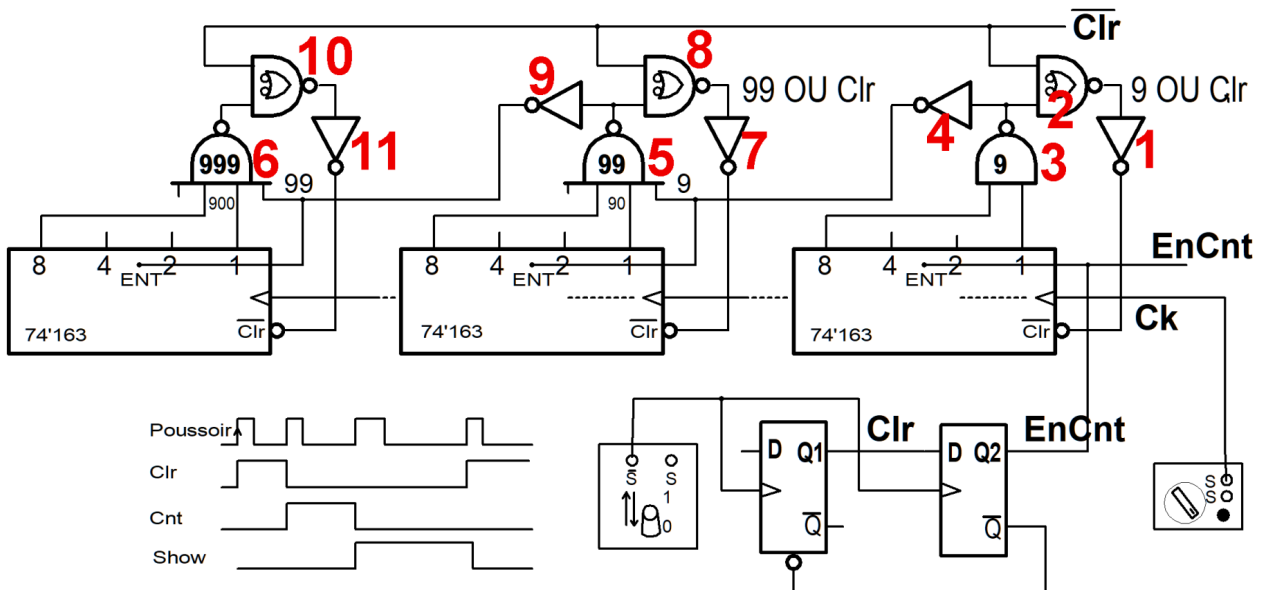 Clr
10
8
9
99 OU Clr
2
4
9 OU Clr
1
999
6
11
99
5
7
9
3
99
900
9
90
8 4 2 1
ENT
8 4 2 1
ENT
8 4 2 1
ENT
EnCnt
Ck
74'163
Clr
74'163
Clr
74'163
Clr
Poussoir
Clr
Cnt
Show
S S
1
0
Clr
EnCnt
D Q1
Q
D Q2
Q
S
S